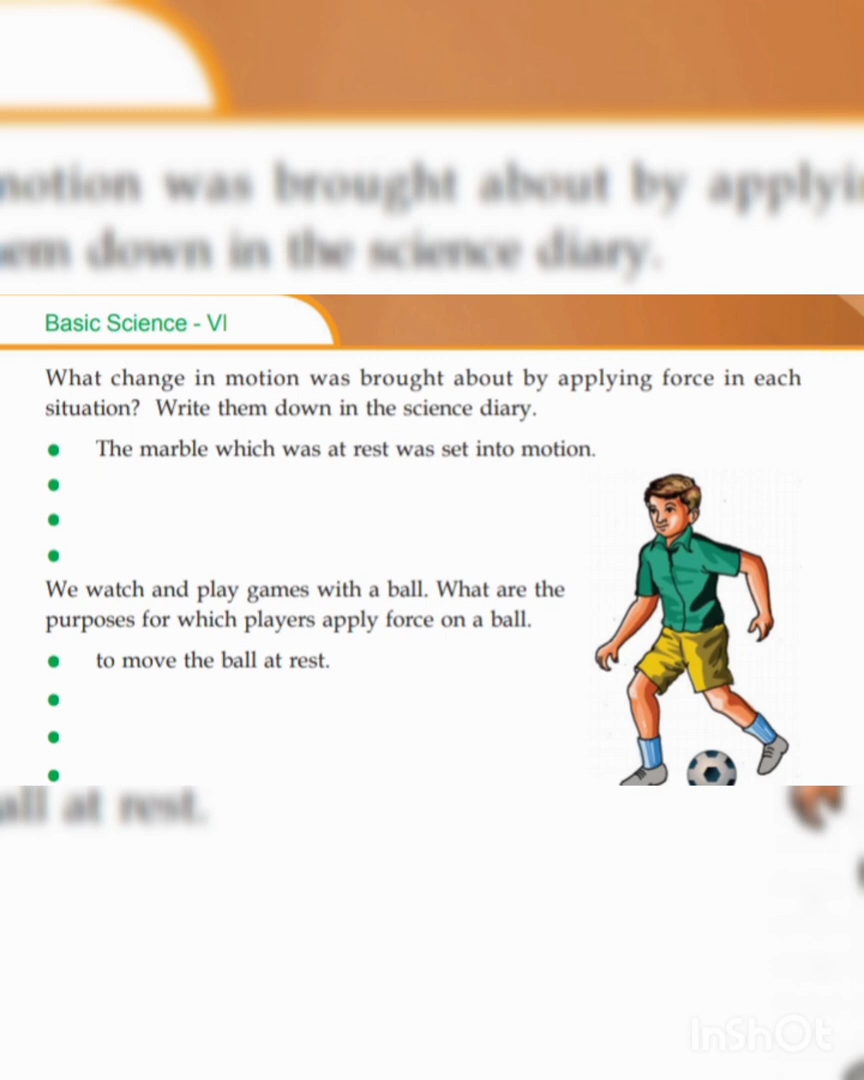 notion was brought about by applyi
em down in the science diary.
Basic Science - VI
What change in motion was brought about by applying force in each
situation? Write them down in the science diary.
The marble which was at rest was set into motion.
We watch and play games with a ball. What are the
purposes for which players apply force on a ball.
to move the ball at rest.
all at rest.
InShOt